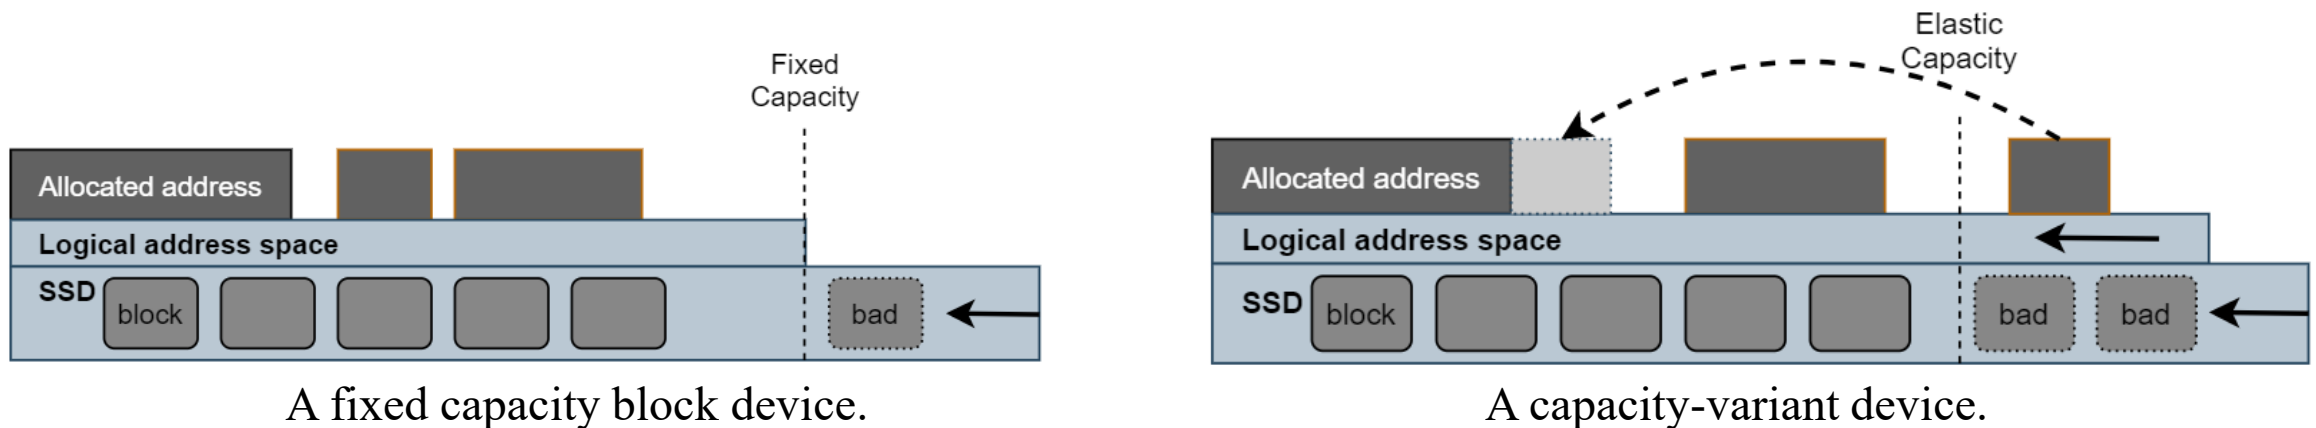 Fixed
Capacity
Allocated address
Logical address space
SSD
block
bad
A fixed capacity block device.
Elastic
Capacity
Allocated address
Logical address space
SSD
block
bad
bad
A capacity-variant device.